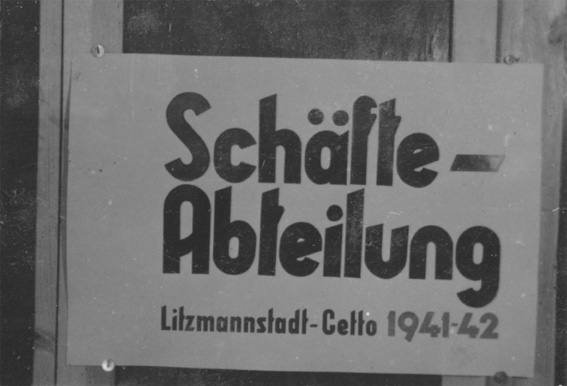 Schäfte-
Abteilung
Litzmannstadt-Getto 1941-42